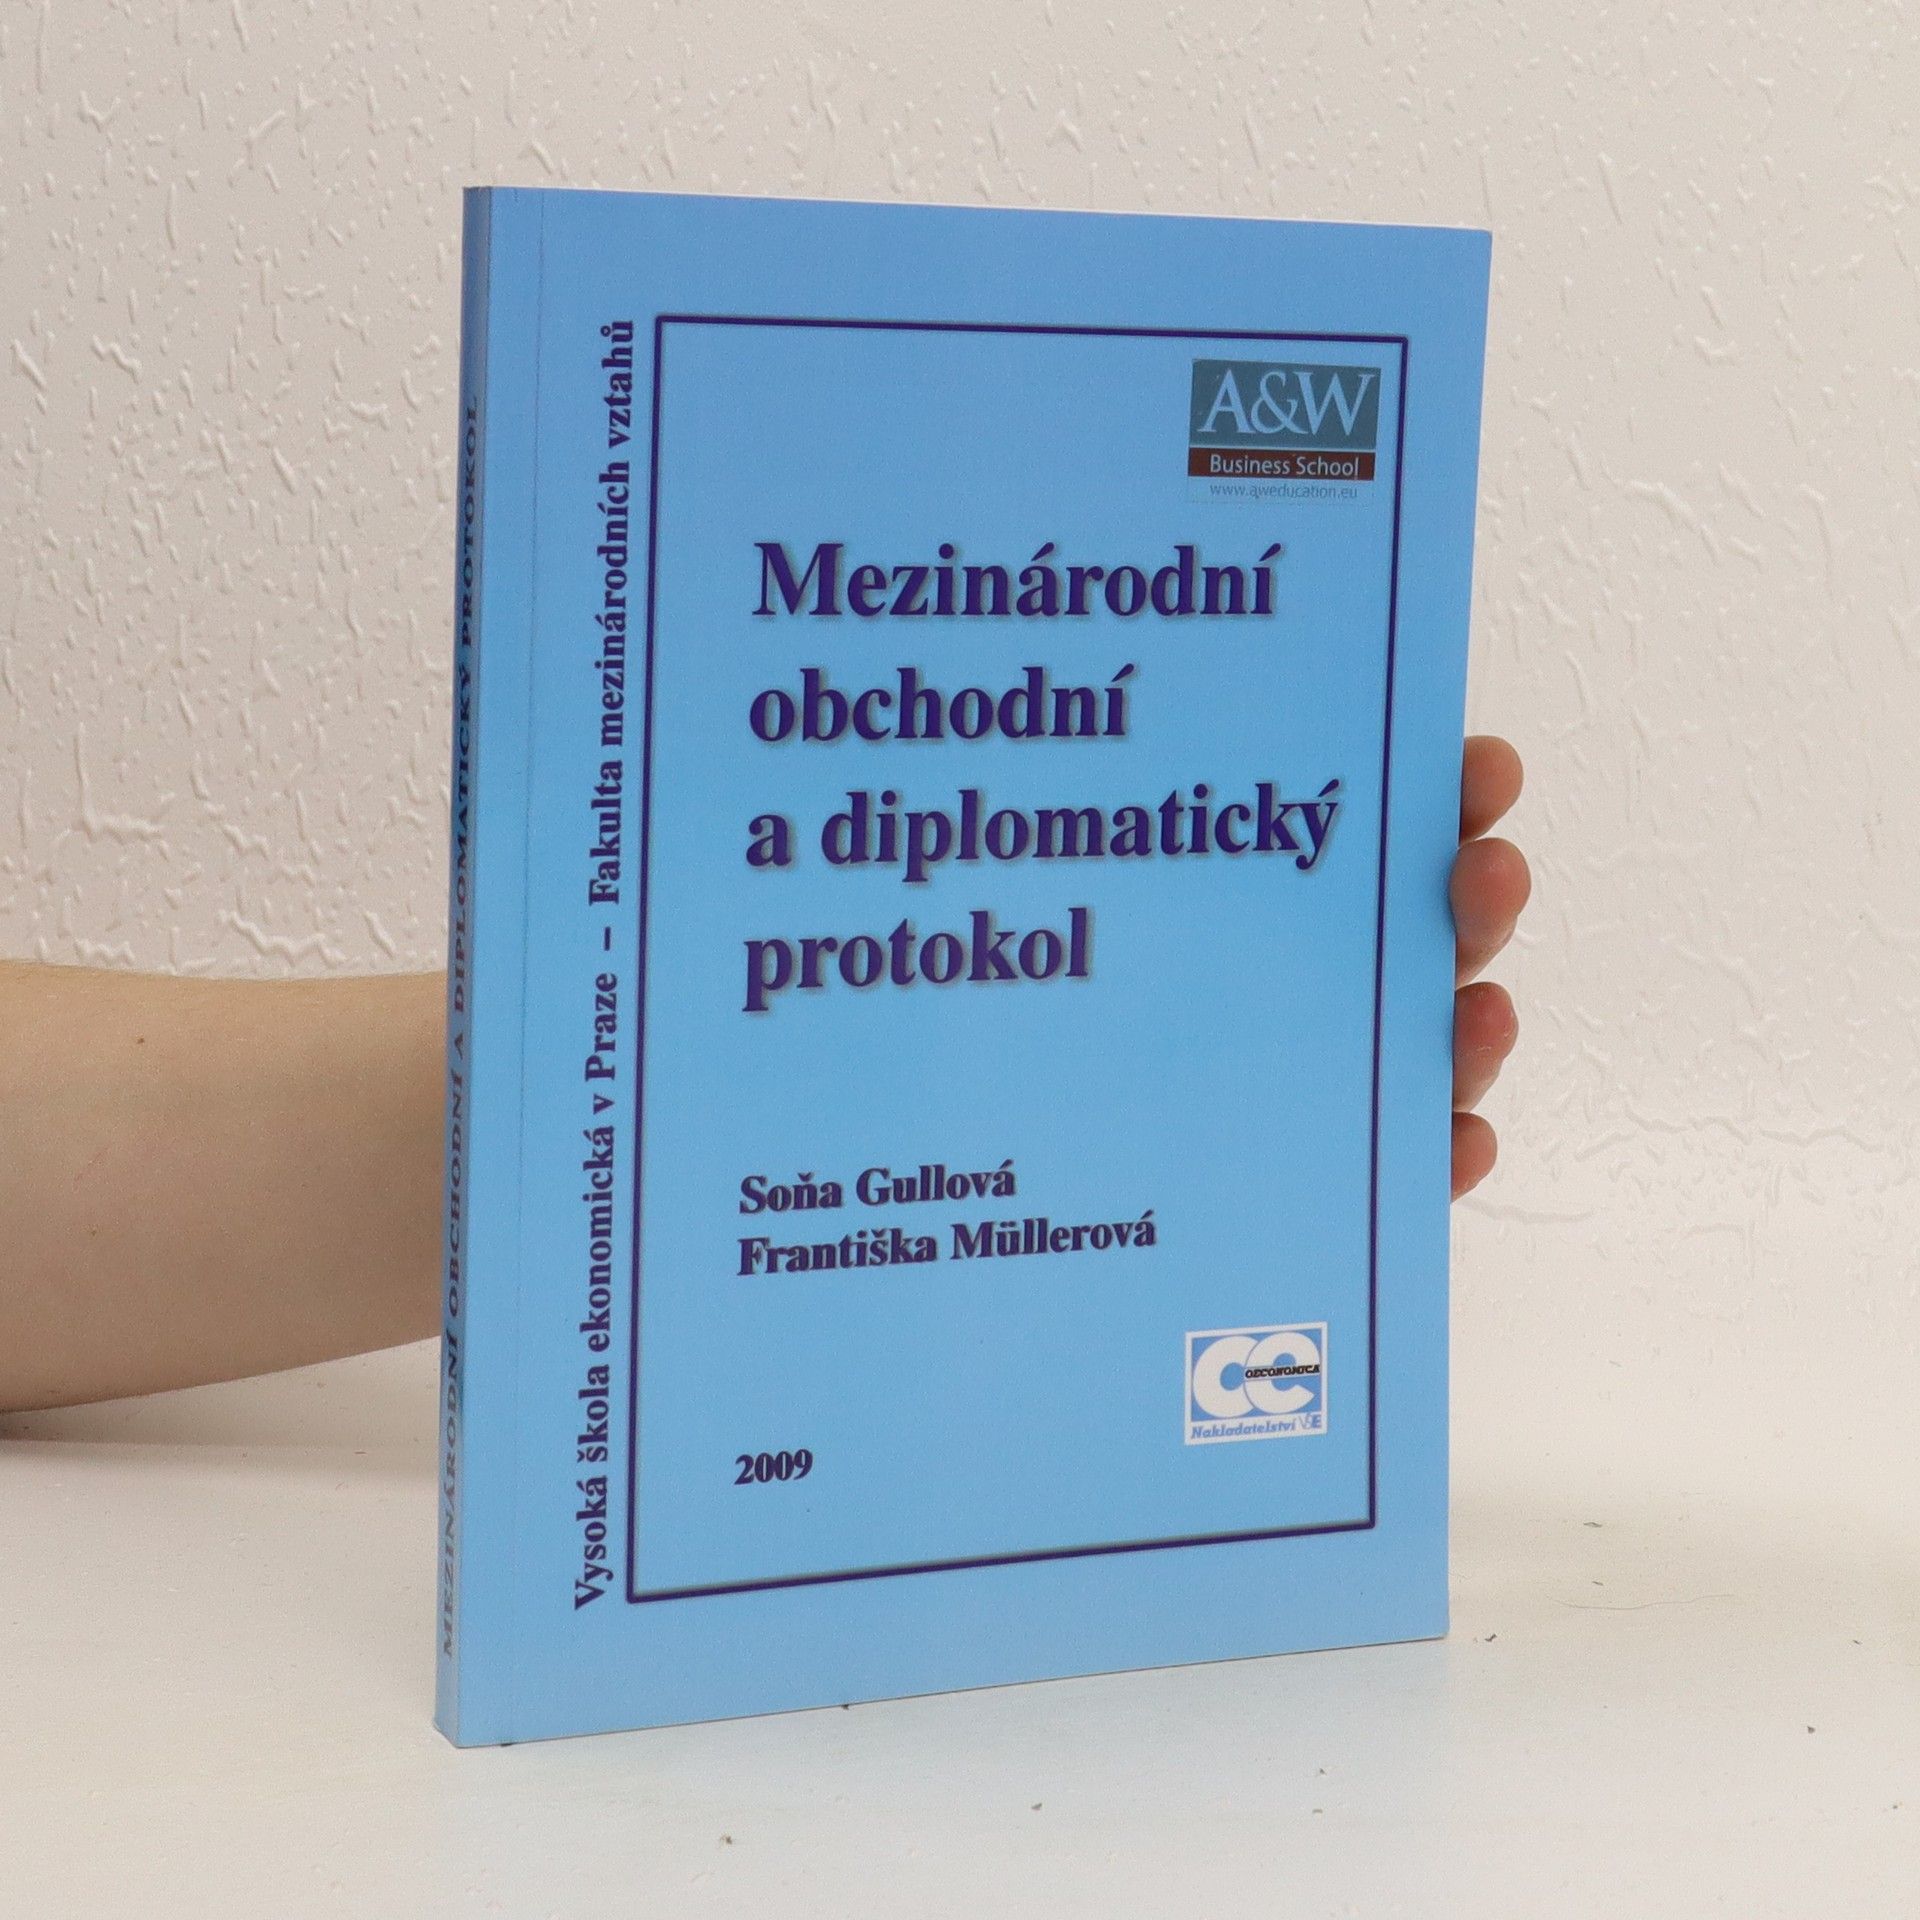 MEZINÁRODNÍ OBCHODNÍ A DIPLOMATICKÝ PROTOKOL
Vysoká škola ekonomická v Praze – Fakulta mezinárodních vztahů
A&W
Business School
www.aweducation.eu
Mezinárodní
obchodní
a diplomatický
protokol
Soňa Gullová
Františka Müllerová
OECONOMICA
Nakladatelství VŠE
2009